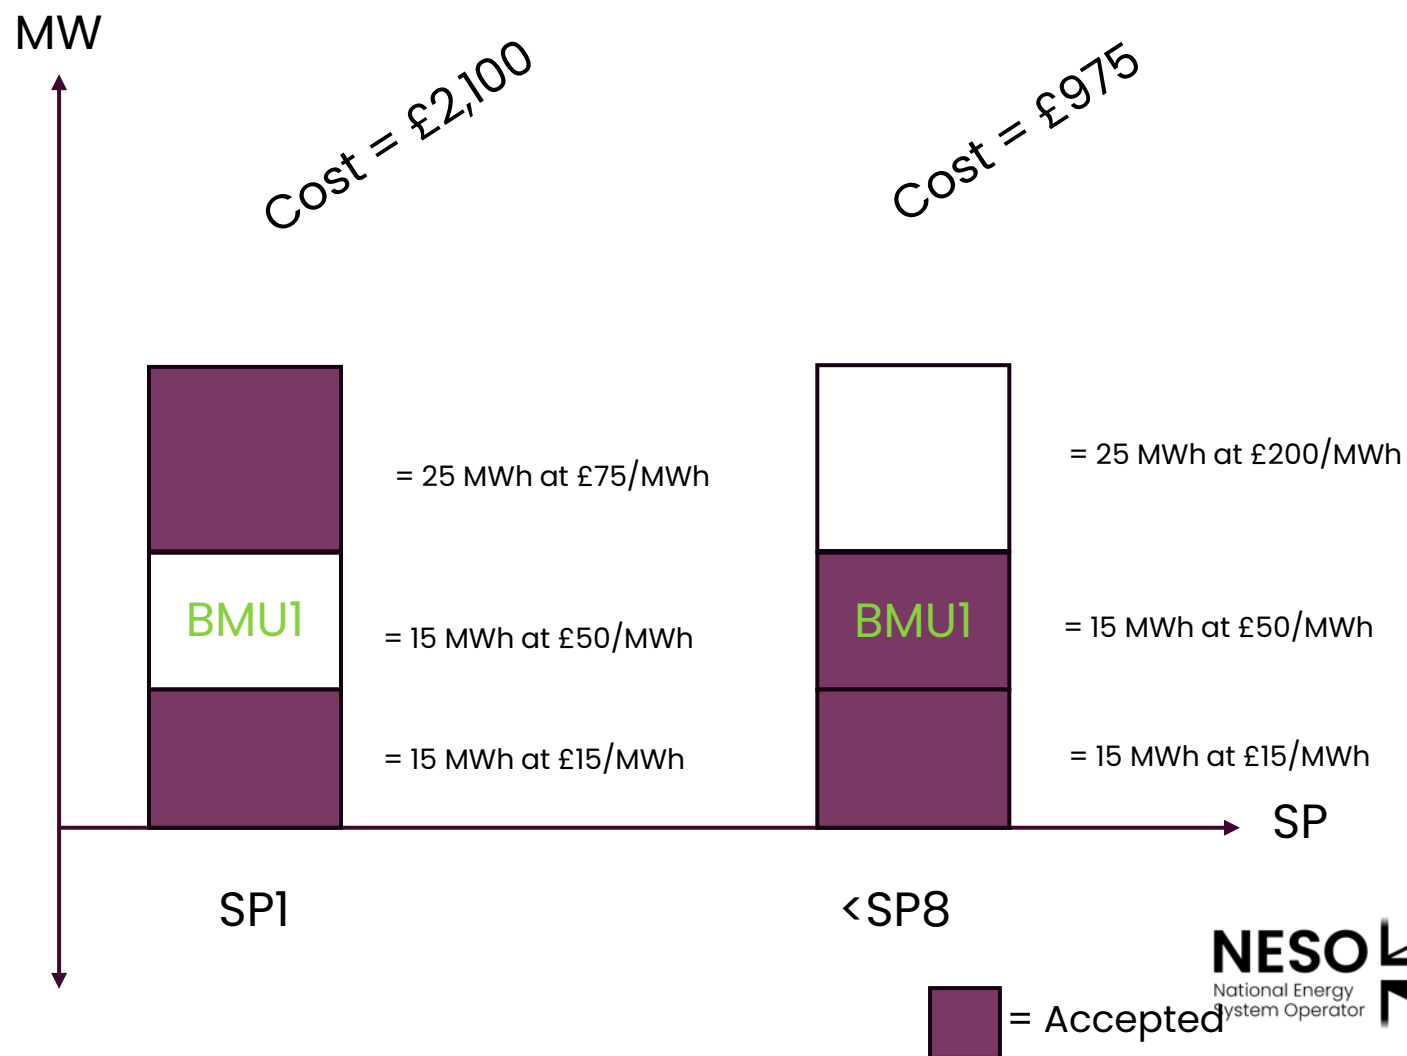 MW
Cost = £2,100
Cost = £975
= 25 MWh at £75/MWh
= 25 MWh at £200/MWh
BMU1
= 15 MWh at £50/MWh
BMU1
= 15 MWh at £50/MWh
= 15 MWh at £15/MWh
= 15 MWh at £15/MWh
SP
SP1
<SP8
NESO
National Energy
System Operator
= Accepted